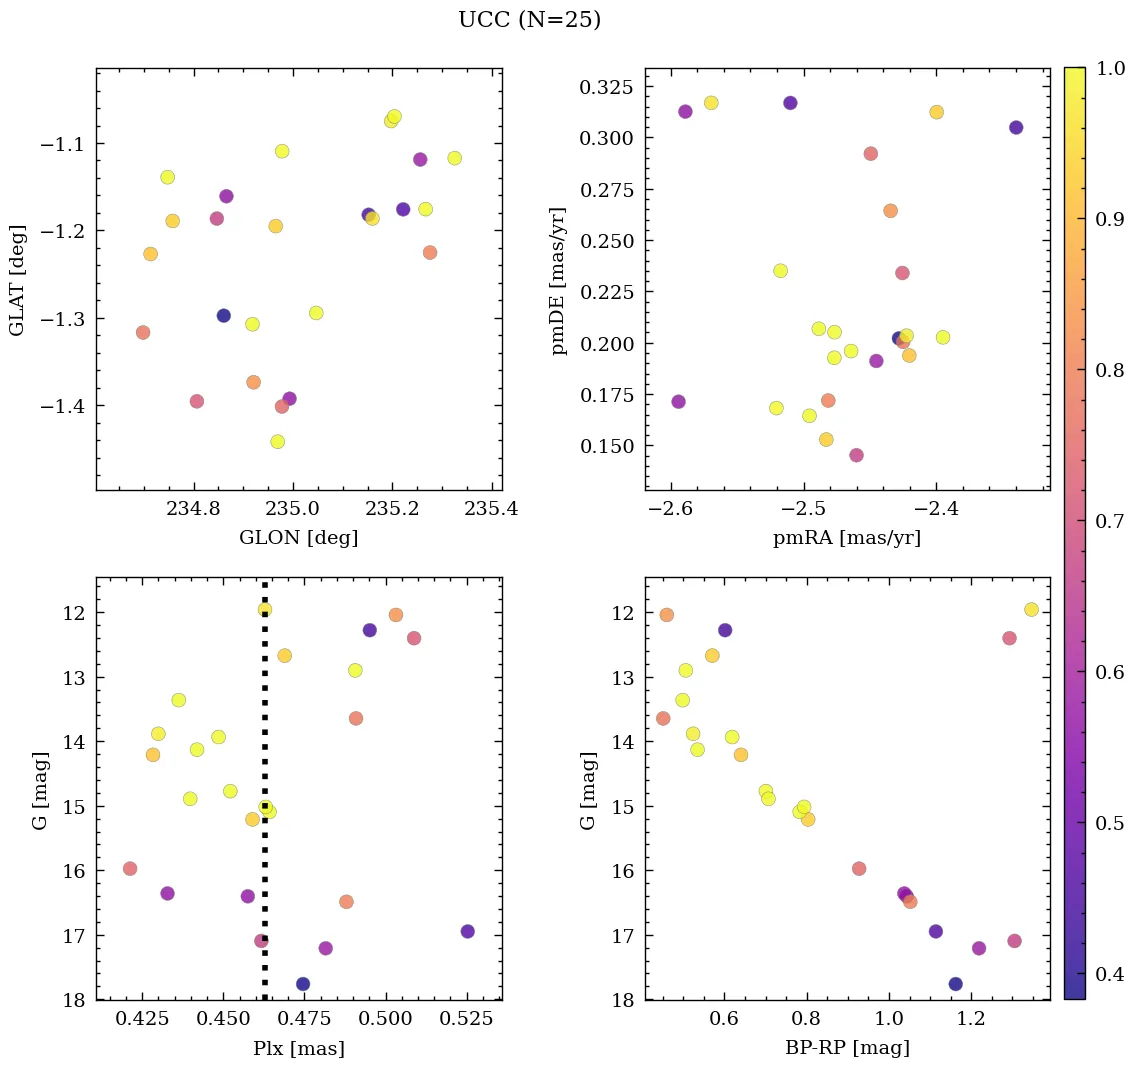 UCC (N=25)
−1.1
−1.2
−1.3
−1.4
GLAT [deg]
234.8 235.0 235.2 235.4
GLON [deg]
0.325
0.300
0.275
0.250
0.225
0.200
0.175
0.150
pmDE [mas/yr]
−2.6 −2.5 −2.4
pmRA [mas/yr]
12
13
14
15
16
17
18
G [mag]
0.425 0.450 0.475 0.500 0.525
Plx [mas]
12
13
14
15
16
17
18
G [mag]
0.6 0.8 1.0 1.2
BP-RP [mag]
1.0
0.9
0.8
0.7
0.6
0.5
0.4